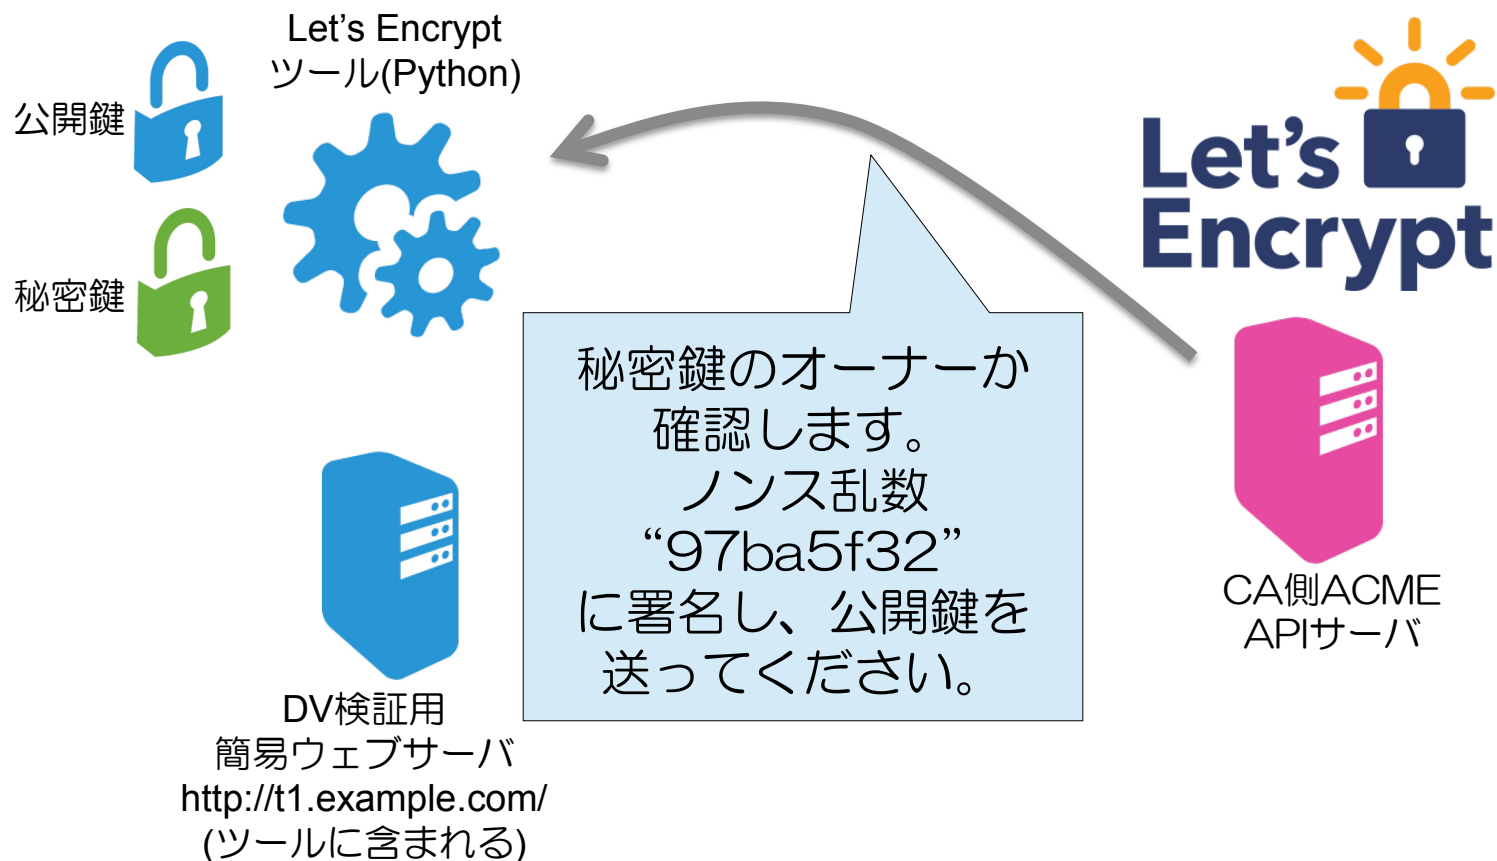 Let's Encrypt
ツール(Python)
公開鍵
秘密鍵
Let's
Encrypt
秘密鍵のオーナーか
確認します。
ノンス乱数
“97ba5f32”
に署名し、公開鍵を
送ってください。
CA側ACME
APIサーバ
DV検証用
簡易ウェブサーバ
http://t1.example.com/
(ツールに含まれる)